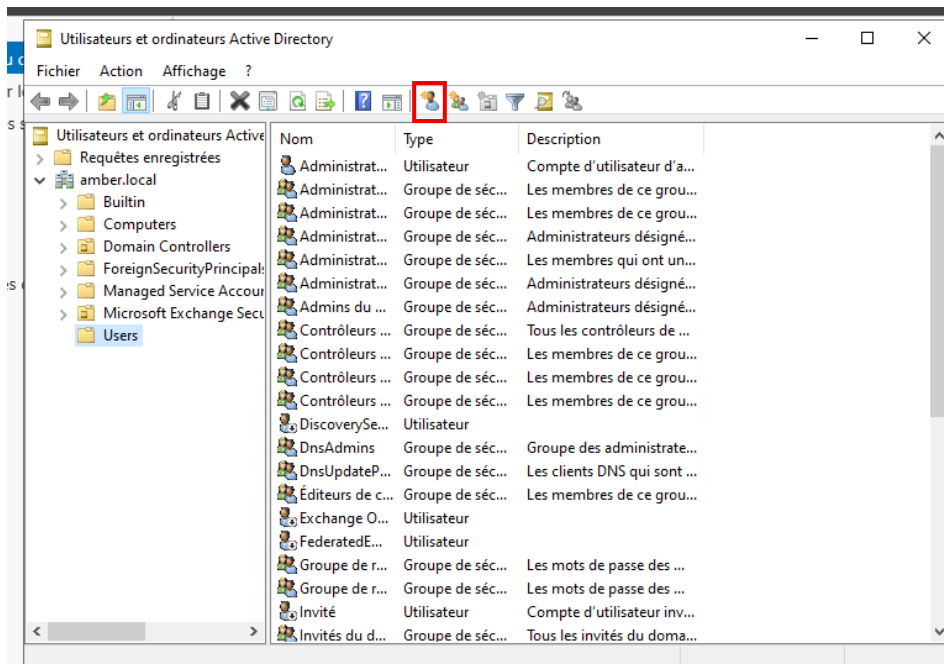 Utilisateurs et ordinateurs Active Directory
Fichier Action Affichage ?
Utilisateurs et ordinateurs Active
Requêtes enregistrées
amber.local
Builtin
Computers
Domain Controllers
ForeignSecurityPrincipals
Managed Service Accour
Microsoft Exchange Secu
Users
Nom Type Description
Administrat... Utilisateur Compte d'utilisateur d'a...
Administrat... Groupe de séc... Les membres de ce grou...
Administrat... Groupe de séc... Les membres de ce grou...
Administrat... Groupe de séc... Administrateurs désigné...
Administrat... Groupe de séc... Les membres qui ont un...
Administrat... Groupe de séc... Administrateurs désigné...
Admins du ... Groupe de séc... Administrateurs désigné...
Contrôleurs ... Groupe de séc... Tous les contrôleurs de ...
Contrôleurs ... Groupe de séc... Les membres de ce grou...
Contrôleurs ... Groupe de séc... Les membres de ce grou...
Contrôleurs ... Groupe de séc... Les membres de ce grou...
DiscoverySe... Utilisateur
DnsAdmins Groupe de séc... Groupe des administrate...
DnsUpdateP... Groupe de séc... Les clients DNS qui sont ...
Éditeurs de c... Groupe de séc... Les membres de ce grou...
Exchange O... Utilisateur
FederatedE... Utilisateur
Groupe de r... Groupe de séc... Les mots de passe des ...
Groupe de r... Groupe de séc... Les mots de passe des ...
Invité Utilisateur Compte d'utilisateur inv...
Invités du d... Groupe de séc... Tous les invités du doma...